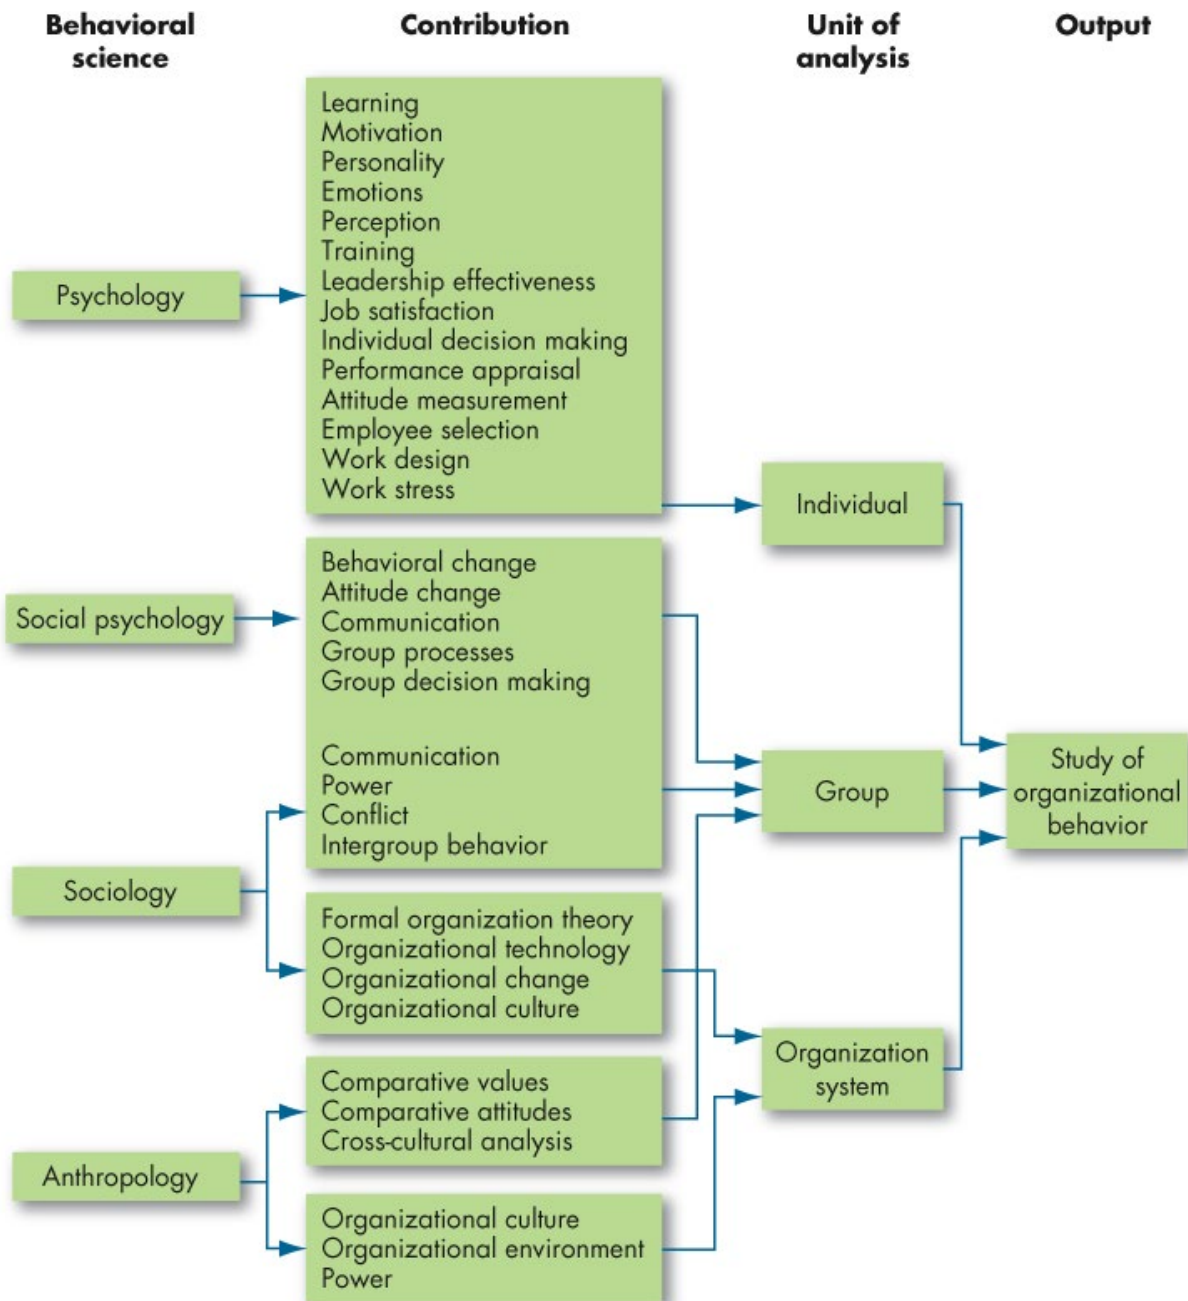 Behavioral
science
Contribution
Unit of
analysis
Output
Psychology
Learning
Motivation
Personality
Emotions
Perception
Training
Leadership effectiveness
Job satisfaction
Individual decision making
Performance appraisal
Attitude measurement
Employee selection
Work design
Work stress
Individual
Social psychology
Behavioral change
Attitude change
Communication
Group processes
Group decision making
Communication
Power
Conflict
Intergroup behavior
Group
Study of
organizational
behavior
Sociology
Formal organization theory
Organizational technology
Organizational change
Organizational culture
Organization
system
Anthropology
Comparative values
Comparative attitudes
Cross-cultural analysis
Organizational culture
Organizational environment
Power